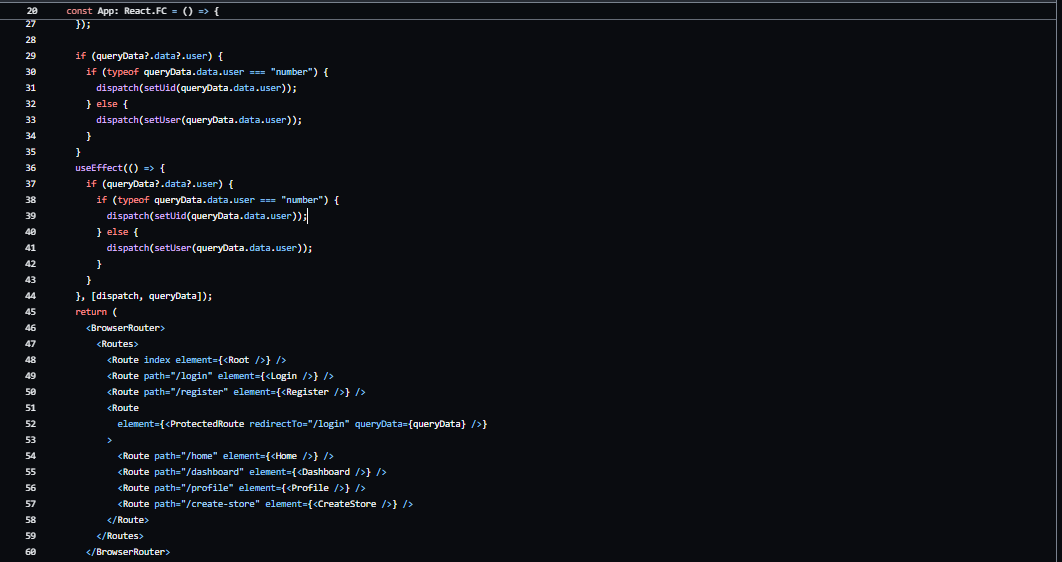 20 const App: React.FC = () => {
27 });
28
29 if (queryData?.data?.user) {
30 if (typeof queryData.data.user === "number") {
31 dispatch(setUid(queryData.data.user));
32 } else {
33 dispatch(setUser(queryData.data.user));
34 }
35 }
36 useEffect(() => {
37 if (queryData?.data?.user) {
38 if (typeof queryData.data.user === "number") {
39 dispatch(setUid(queryData.data.user));
40 } else {
41 dispatch(setUser(queryData.data.user));
42 }
43 }
44 }, [dispatch, queryData]);
45 return (
46 <BrowserRouter>
47 <Routes>
48 <Route index element={<Root />} />
49 <Route path="/login" element={<Login />} />
50 <Route path="/register" element={<Register />} />
51 <Route
52 element={<ProtectedRoute redirectTo="/login" queryData={queryData} />}
53 >
54 <Route path="/home" element={<Home />} />
55 <Route path="/dashboard" element={<Dashboard />} />
56 <Route path="/profile" element={<Profile />} />
57 <Route path="/create-store" element={<CreateStore />} />
58 </Route>
59 </Routes>
60 </BrowserRouter>